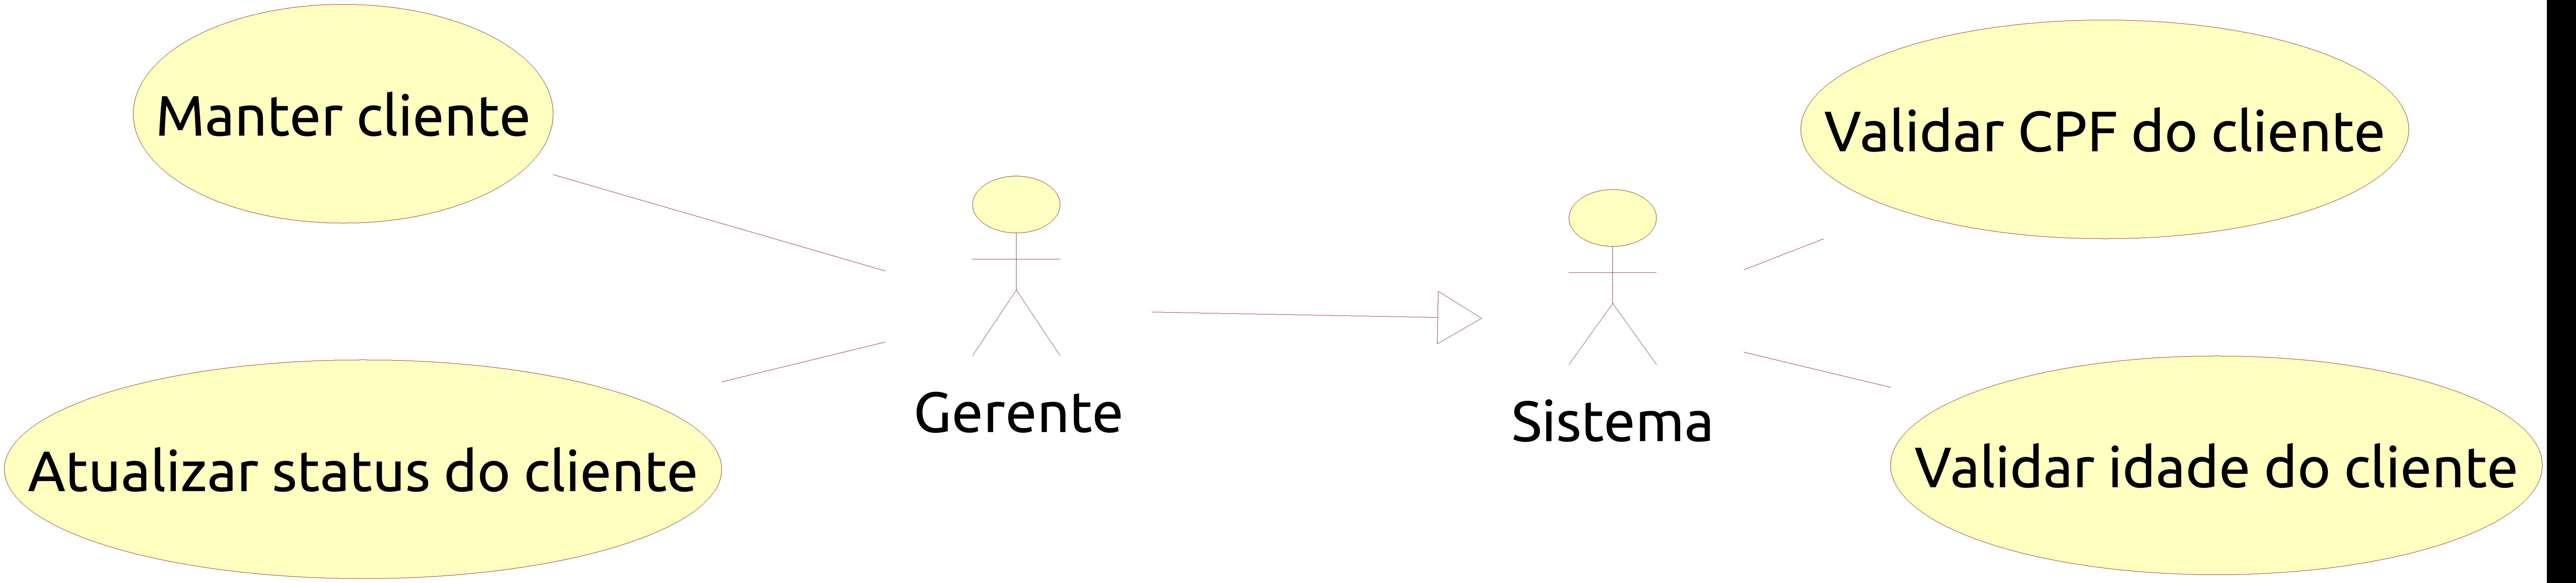 Manter cliente
Validar CPF do cliente
Gerente
Sistema
Atualizar status do cliente
Validar idade do cliente